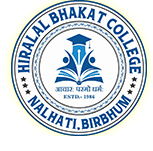 HIRALAL BHAKAT COLLEGE
आचारः परमो धर्मः
ESTD.- 1986
NALHATI, BIRBHUM